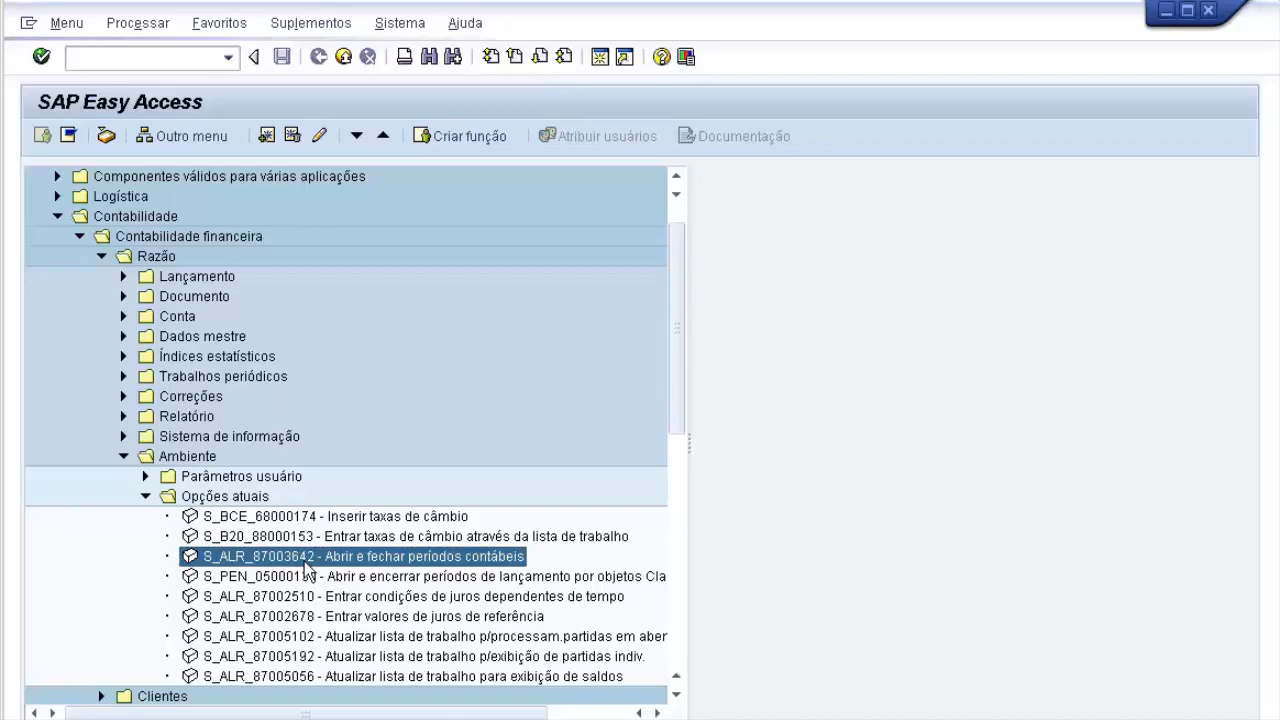 Menu Processar Favoritos Suplementos Sistema Ajuda
SAP Easy Access
Outro menu Criar função Atribuir usuários Documentação
Componentes válidos para várias aplicações
Logística
Contabilidade
Contabilidade financeira
Razão
Lançamento
Documento
Conta
Dados mestre
Índices estatísticos
Trabalhos periódicos
Correções
Relatório
Sistema de informação
Ambiente
Parâmetros usuário
Opções atuais
S_BCE_68000174 - Inserir taxas de câmbio
S_B20_88000153 - Entrar taxas de câmbio através da lista de trabalho
S_ALR_87003642 - Abrir e fechar períodos contábeis
- Abrir e encerrar períodos de lançamento por objetos Cla
S_ALR_87002510 - Entrar condições de juros dependentes de tempo
S_ALR_87002678 - Entrar valores de juros de referência
S_ALR_87005102 - Atualizar lista de trabalho p/processam.partidas em aber
S_ALR_87005192 - Atualizar lista de trabalho p/exibição de partidas indiv.
S_ALR_87005056 - Atualizar lista de trabalho para exibição de saldos
Clientes